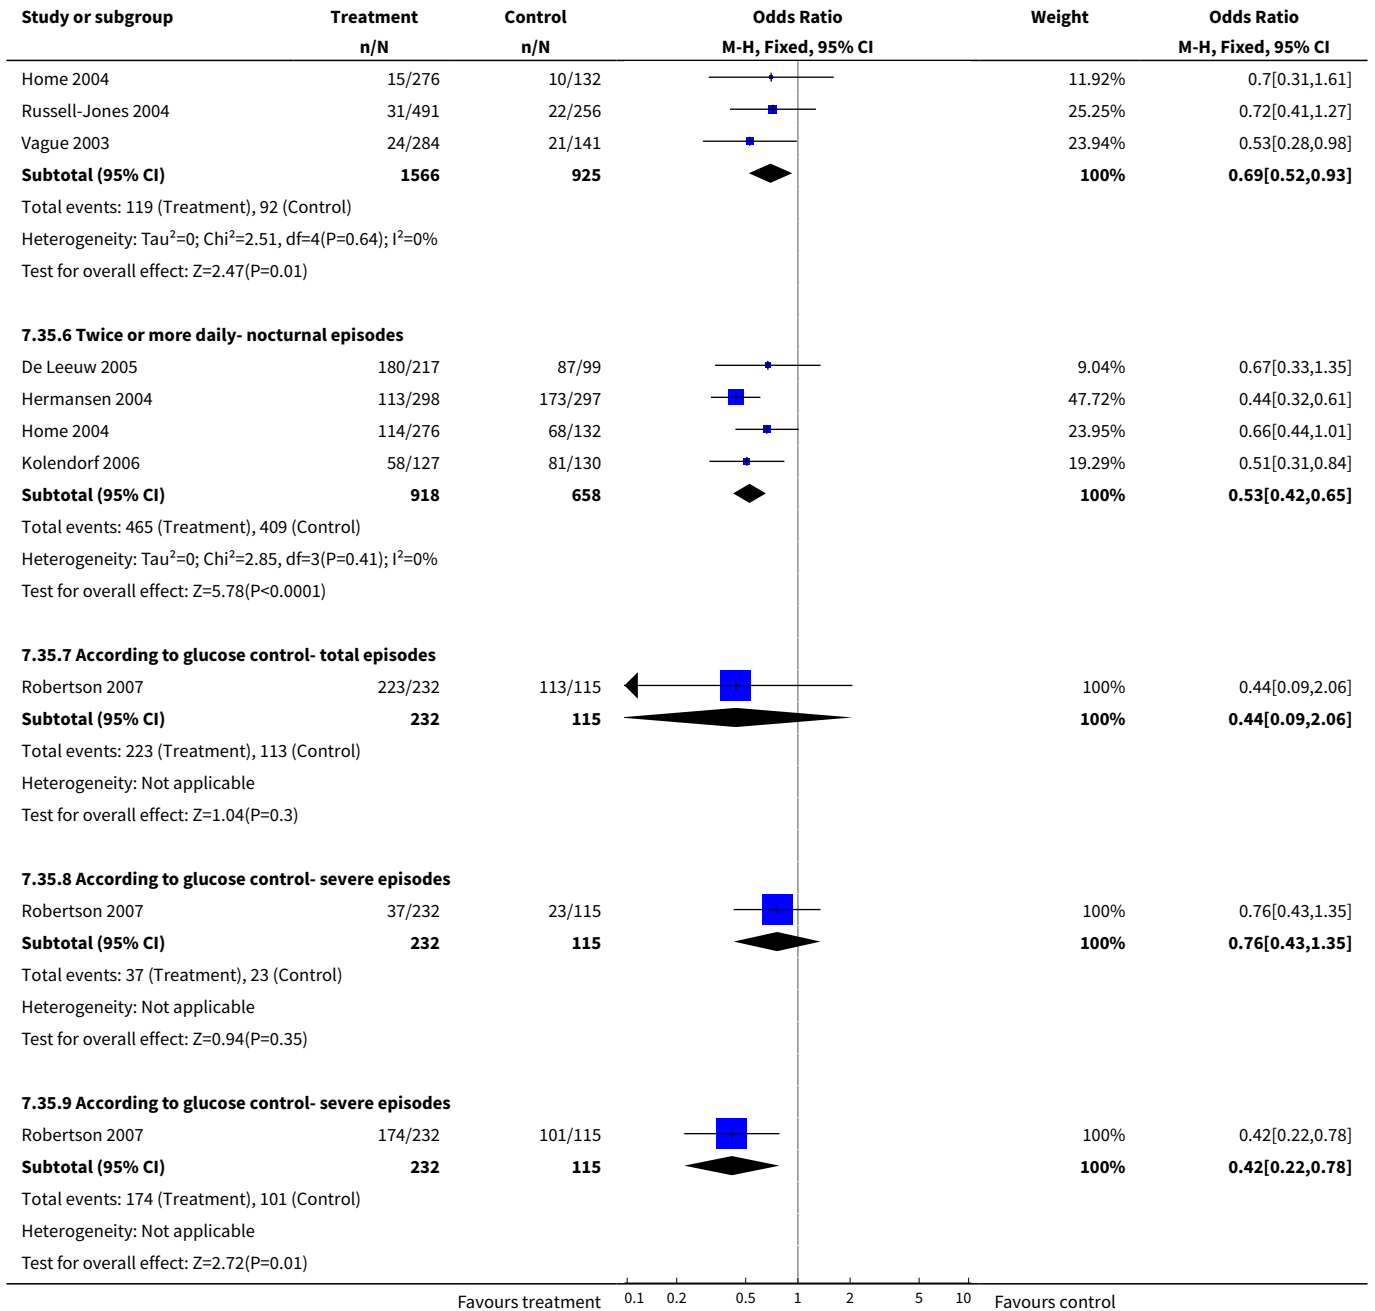 Study or subgroup Treatment Control Odds Ratio Weight Odds Ratio
n/N n/N M-H, Fixed, 95% CI M-H, Fixed, 95% CI
Home 2004 15/276 10/132 11.92% 0.7[0.31,1.61]
Russell-Jones 2004 31/491 22/256 25.25% 0.72[0.41,1.27]
Vague 2003 24/284 21/141 23.94% 0.53[0.28,0.98]
Subtotal (95% CI) 1566 925 100% 0.69[0.52,0.93]
Total events: 119 (Treatment), 92 (Control)
Heterogeneity: Tau²=0; Chi²=2.51, df=4(P=0.64); I²=0%
Test for overall effect: Z=2.47(P=0.01)
7.35.6 Twice or more daily- nocturnal episodes
De Leeuw 2005 180/217 87/99 9.04% 0.67[0.33,1.35]
Hermansen 2004 113/298 173/297 47.72% 0.44[0.32,0.61]
Home 2004 114/276 68/132 23.95% 0.66[0.44,1.01]
Kolendorf 2006 58/127 81/130 19.29% 0.51[0.31,0.84]
Subtotal (95% CI) 918 658 100% 0.53[0.42,0.65]
Total events: 465 (Treatment), 409 (Control)
Heterogeneity: Tau²=0; Chi²=2.85, df=3(P=0.41); I²=0%
Test for overall effect: Z=5.78(P<0.0001)
7.35.7 According to glucose control- total episodes
Robertson 2007 223/232 113/115 100% 0.44[0.09,2.06]
Subtotal (95% CI) 232 115 100% 0.44[0.09,2.06]
Total events: 223 (Treatment), 113 (Control)
Heterogeneity: Not applicable
Test for overall effect: Z=1.04(P=0.3)
7.35.8 According to glucose control- severe episodes
Robertson 2007 37/232 23/115 100% 0.76[0.43,1.35]
Subtotal (95% CI) 232 115 100% 0.76[0.43,1.35]
Total events: 37 (Treatment), 23 (Control)
Heterogeneity: Not applicable
Test for overall effect: Z=0.94(P=0.35)
7.35.9 According to glucose control- severe episodes
Robertson 2007 174/232 101/115 100% 0.42[0.22,0.78]
Subtotal (95% CI) 232 115 100% 0.42[0.22,0.78]
Total events: 174 (Treatment), 101 (Control)
Heterogeneity: Not applicable
Test for overall effect: Z=2.72(P=0.01)
Favours treatment 0.1 0.2 0.5 1 2 5 10 Favours control